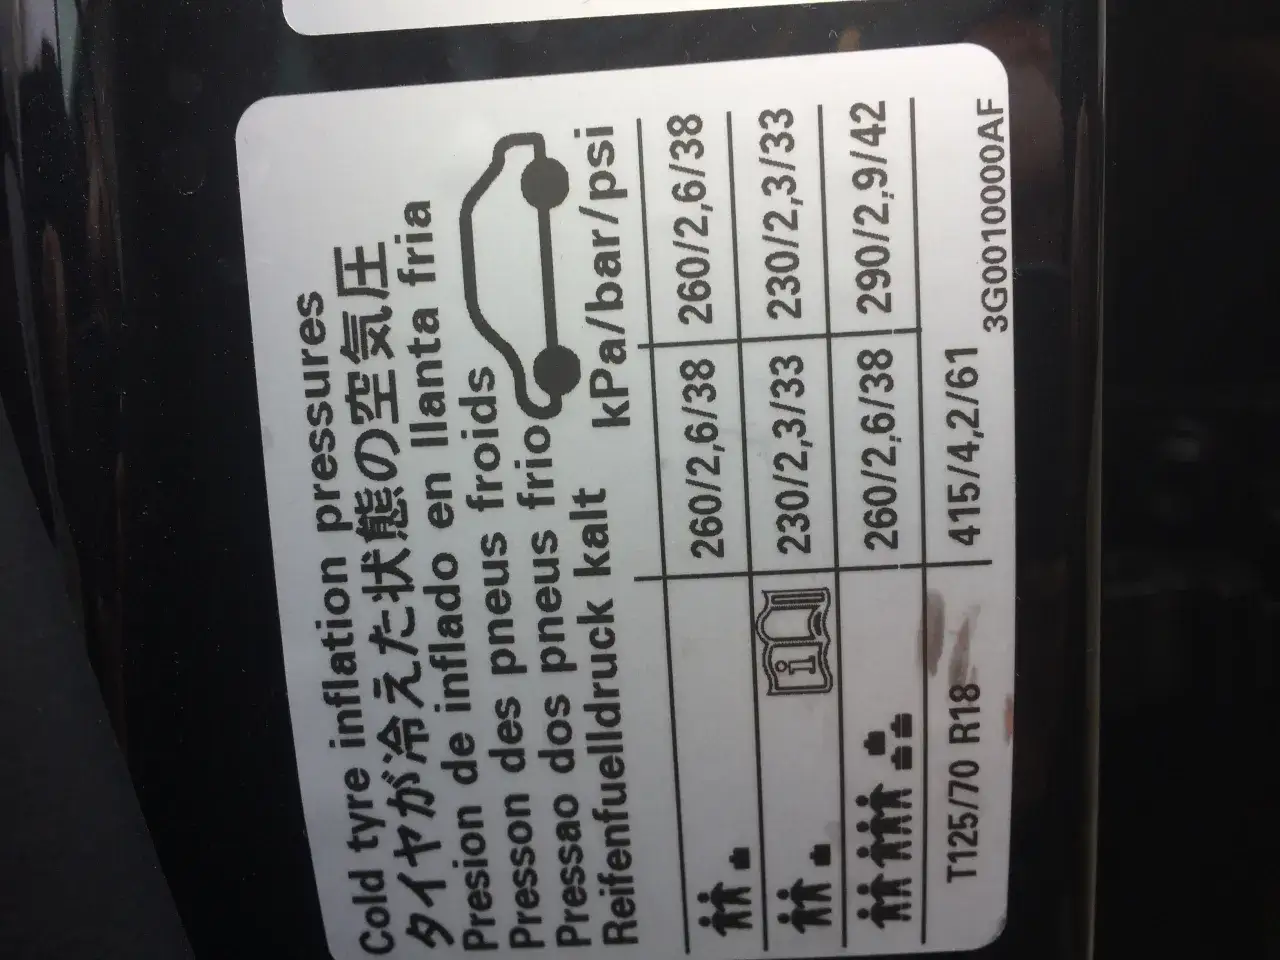 Cold tyre inflation pressures
タイヤが冷えた状態の空気圧
Presion de inflado en llanta fria
Presson des pneus froids
Pressao dos pneus frio
Reifenfuelldruck kalt kPa/bar/psi
260/2,6/38 260/2,6/38
i 230/2,3/33 230/2,3/33
260/2,6/38 290/2,9/42
T125/70 R18 415/4,2/61
3G0010000AF